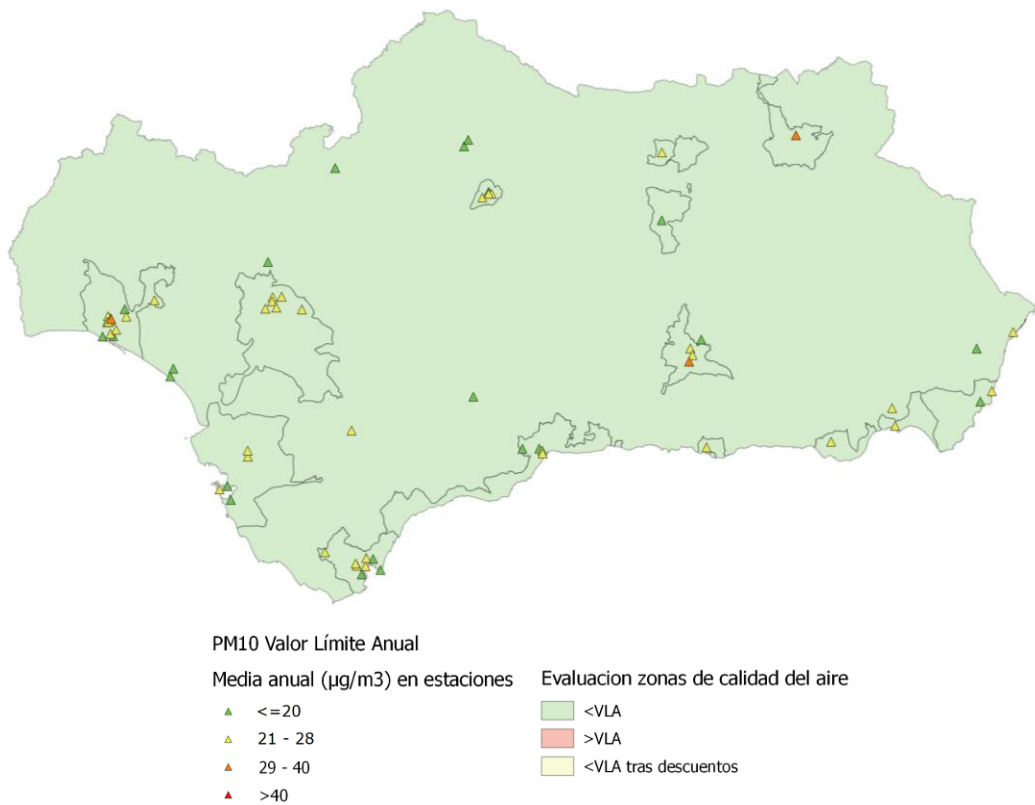 PM10 Valor Límite Anual
Media anual (µg/m3) en estaciones
<=20
21 - 28
29 - 40
>40
Evaluacion zonas de calidad del aire
<VLA
>VLA
<VLA tras descuentos